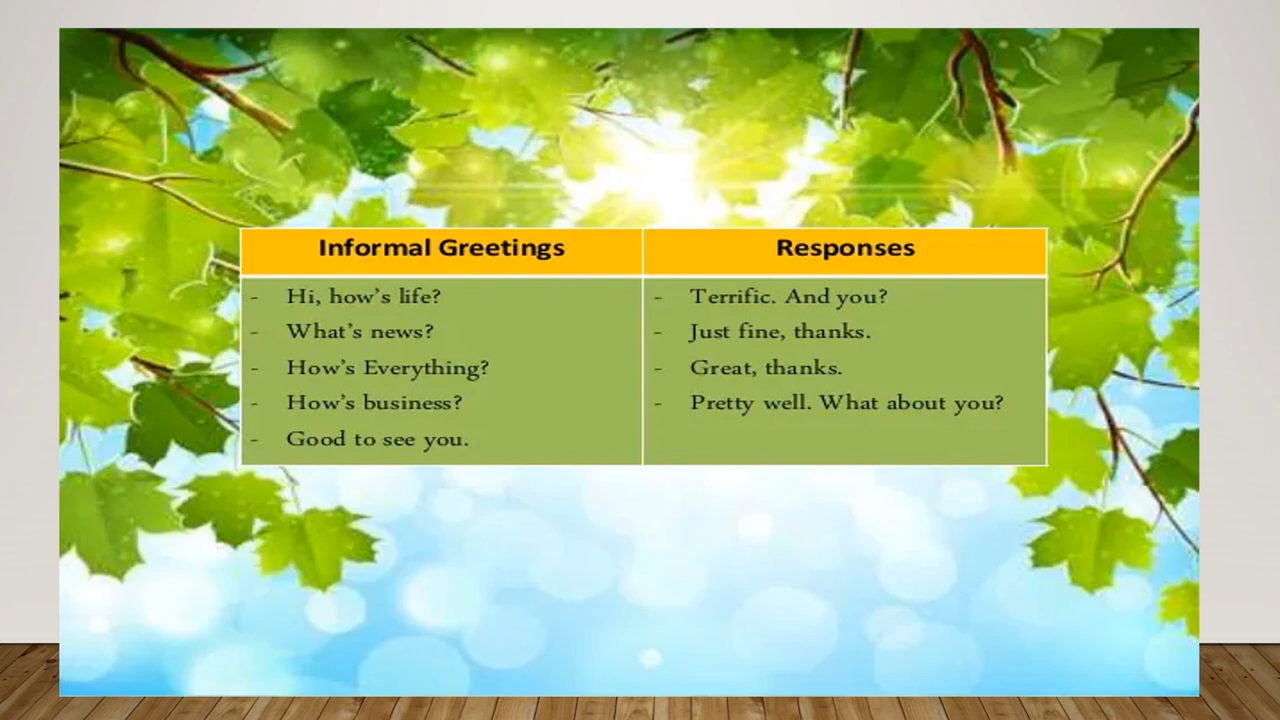 Informal Greetings
Responses
- Hi, how's life?
- What's news?
- How's Everything?
- How's business?
- Good to see you.
- Terrific. And you?
- Just fine, thanks.
- Great, thanks.
- Pretty well. What about you?